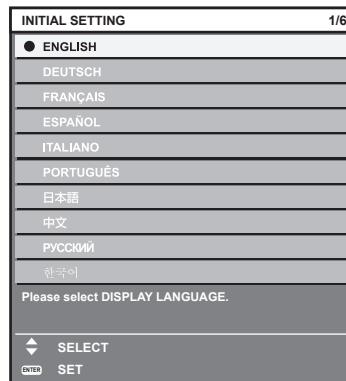 INITIAL SETTING 1/6
ENGLISH
DEUTSCH
FRANÇAIS
ESPAÑOL
ITALIANO
PORTUGUÊS
日本語
中文
РУССКИЙ
한국어
Please select DISPLAY LANGUAGE.
SELECT
ENTER SET